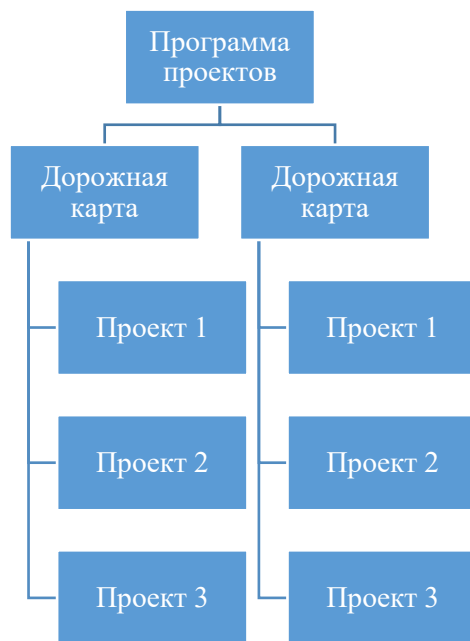 Программа
проектов
Дорожная
карта
Проект 1
Проект 2
Проект 3
Дорожная
карта
Проект 1
Проект 2
Проект 3